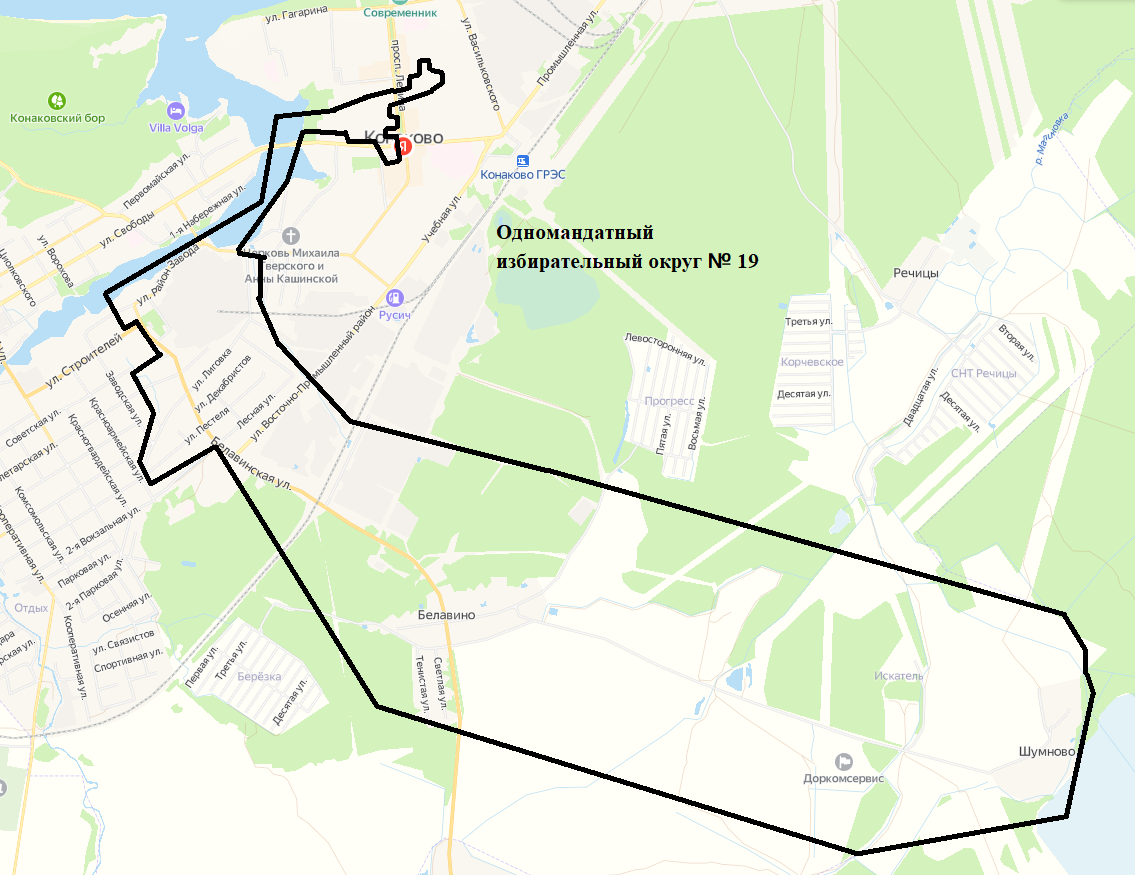 ул. Гагарина
Современник
просп. Ленина
ул. Васильковского
Промышленная ул.
Конаковский бор
Villa Volga
Конаково ГРЭС
р. Малиновка
Первомайская ул.
1-я Набережная ул.
ул. Свободы
ул. Ворохова
Циолковского
Учебная ул.
Церковь Михаила
Тверского и
Анны Кашинской
Одномандатный
избирательный округ № 19
ул. Район Завода
Русич
Речицы
Третья ул.
Корчевское
Десятая ул.
Вторая ул.
СНТ Речицы
Двадцатая ул.
Десятая ул.
Левосторонняя ул.
Прогресс
Пятая ул.
Восьмая ул.
ул. Строителей
ул. Лиговка
ул. Декабристов
ул. Пестеля
Лесная ул.
ул. Восточно-Промышленный район
Заводская ул.
Красноармейская ул.
Красногвардейская ул.
Советская ул.
Комсомольская ул.
Белавинская ул.
2-я Вокзальная ул.
Парковая ул.
2-я Парковая ул.
Осенняя ул.
Отдых
ул. Связистов
Спортивная ул.
Кооперативная ул.
Первая ул.
Третья ул.
Берёзка
Десятая ул.
Белавино
Тенистая ул.
Светлая ул.
Искатель
Шумново
Доркомсервис